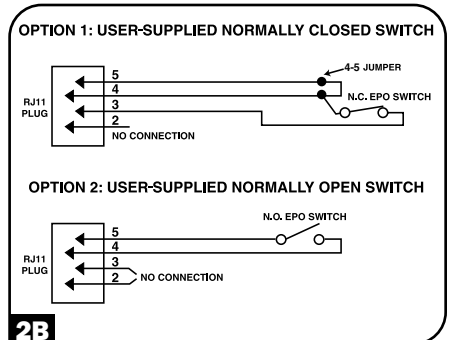 OPTION 1: USER-SUPPLIED NORMALLY CLOSED SWITCH
4-5 JUMPER
5
4
N.C. EPO SWITCH
RJ11
PLUG
3
2
NO CONNECTION
OPTION 2: USER-SUPPLIED NORMALLY OPEN SWITCH
N.O. EPO SWITCH
5
4
RJ11
PLUG
3
2
NO CONNECTION
2B